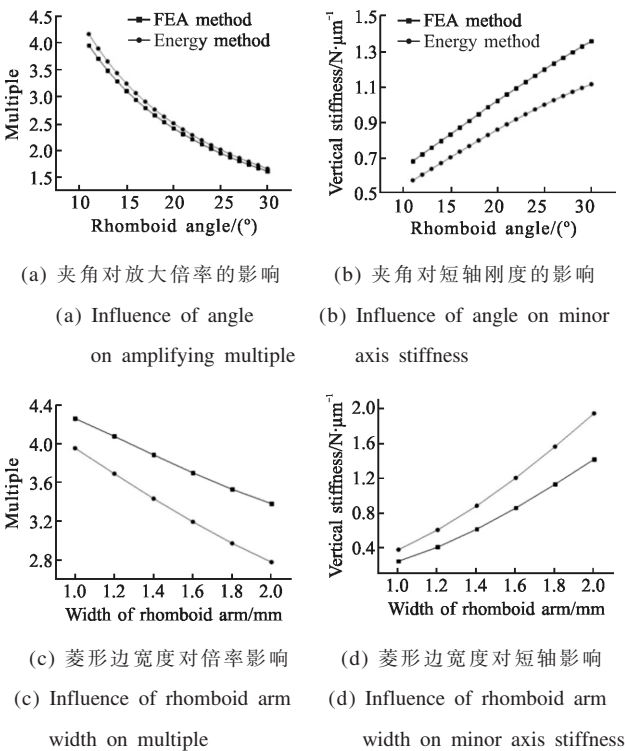 4.5
4.0
3.5
3.0
2.5
2.0
1.5
Multiple
FEA method
Energy method
10 15 20 25 30
Rhomboid angle/(°)
1.5
1.3
1.1
0.9
0.7
0.5
Vertical stiffness/N·μm⁻¹
FEA method
Energy method
10 15 20 25 30
Rhomboid angle/(°)
(a) 夹角对放大倍率的影响
(a) Influence of angle
on amplifying multiple
(b) 夹角对短轴刚度的影响
(b) Influence of angle on minor
axis stiffness
4.4
4.0
3.6
3.2
2.8
Multiple
1.0 1.2 1.4 1.6 1.8 2.0
Width of rhomboid arm/mm
2.0
1.6
1.2
0.8
0.4
Vertical stiffness/N·μm⁻¹
1.0 1.2 1.4 1.6 1.8 2.0
Width of rhomboid arm/mm
(c) 菱形边宽度对倍率影响
(c) Influence of rhomboid arm
width on multiple
(d) 菱形边宽度对短轴影响
(d) Influence of rhomboid arm
width on minor axis stiffness